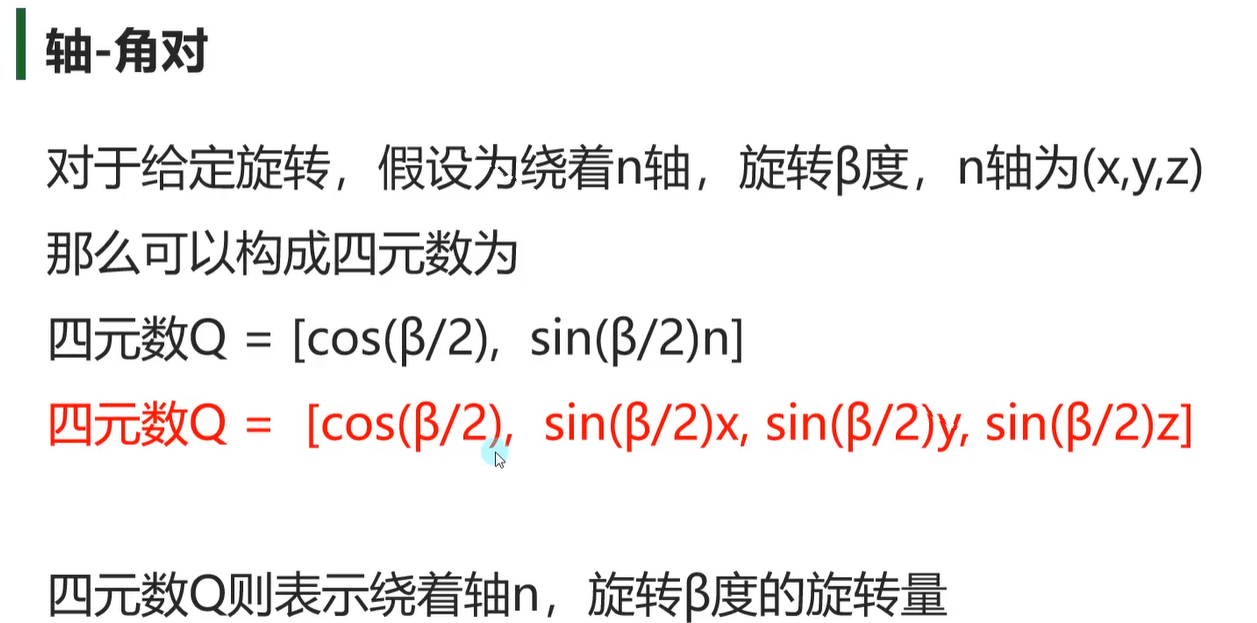 轴-角对
对于给定旋转，假设为绕着n轴，旋转β度，n轴为(x,y,z)
那么可以构成四元数为
四元数Q = [cos(β/2), sin(β/2)n]
四元数Q = [cos(β/2), sin(β/2)x, sin(β/2)y, sin(β/2)z]
四元数Q则表示绕着轴n，旋转β度的旋转量